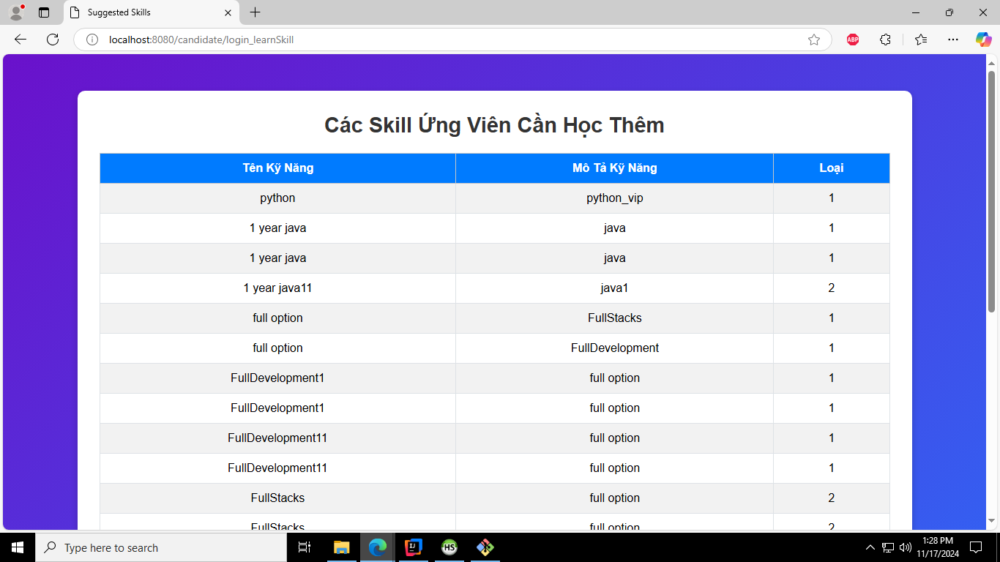 Suggested Skills
localhost:8080/candidate/login_learnSkill
ABP
Các Skill Ứng Viên Cần Học Thêm
Tên Kỹ Năng Mô Tả Kỹ Năng Loại
python python_vip 1
1 year java java 1
1 year java java 1
1 year java11 java1 2
full option FullStacks 1
full option FullDevelopment 1
FullDevelopment1 full option 1
FullDevelopment1 full option 1
FullDevelopment11 full option 1
FullDevelopment11 full option 1
FullStacks full option 2
FullStacks full option 2
Type here to search
IJ
HS
1:28 PM
11/17/2024